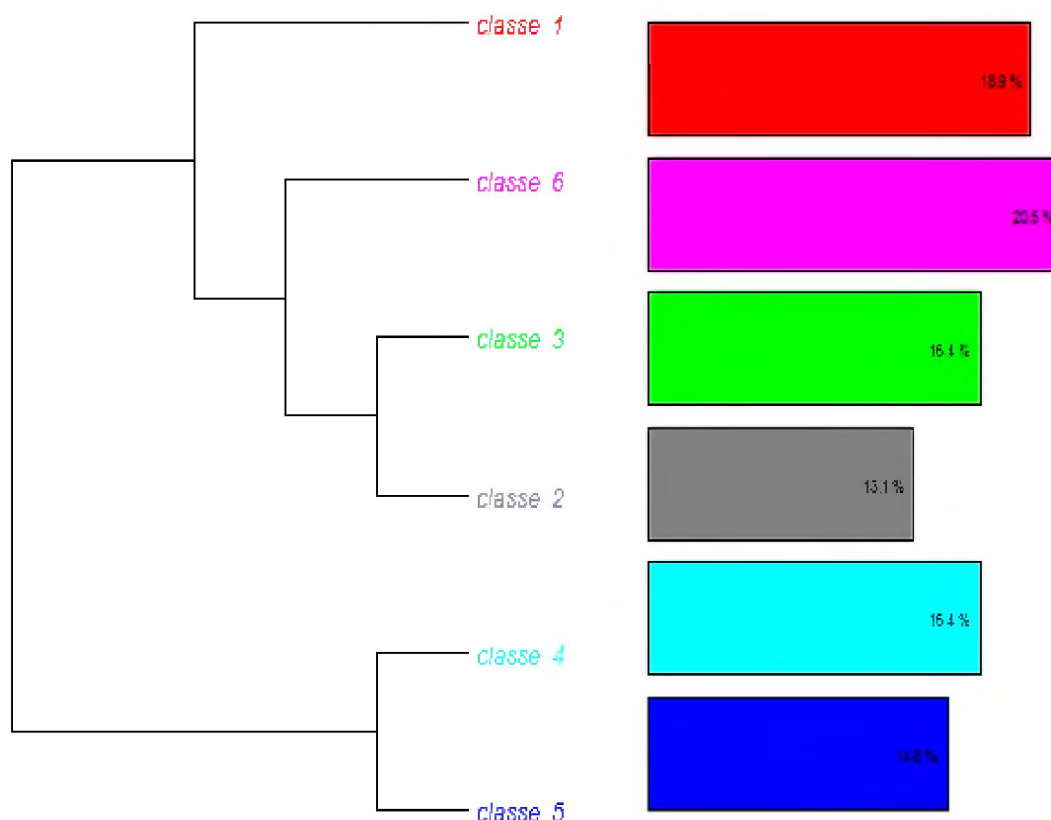 classe 1
18.9 %
classe 6
20.5 %
classe 3
16.4 %
classe 2
13.1 %
classe 4
16.4 %
classe 5
14.8 %